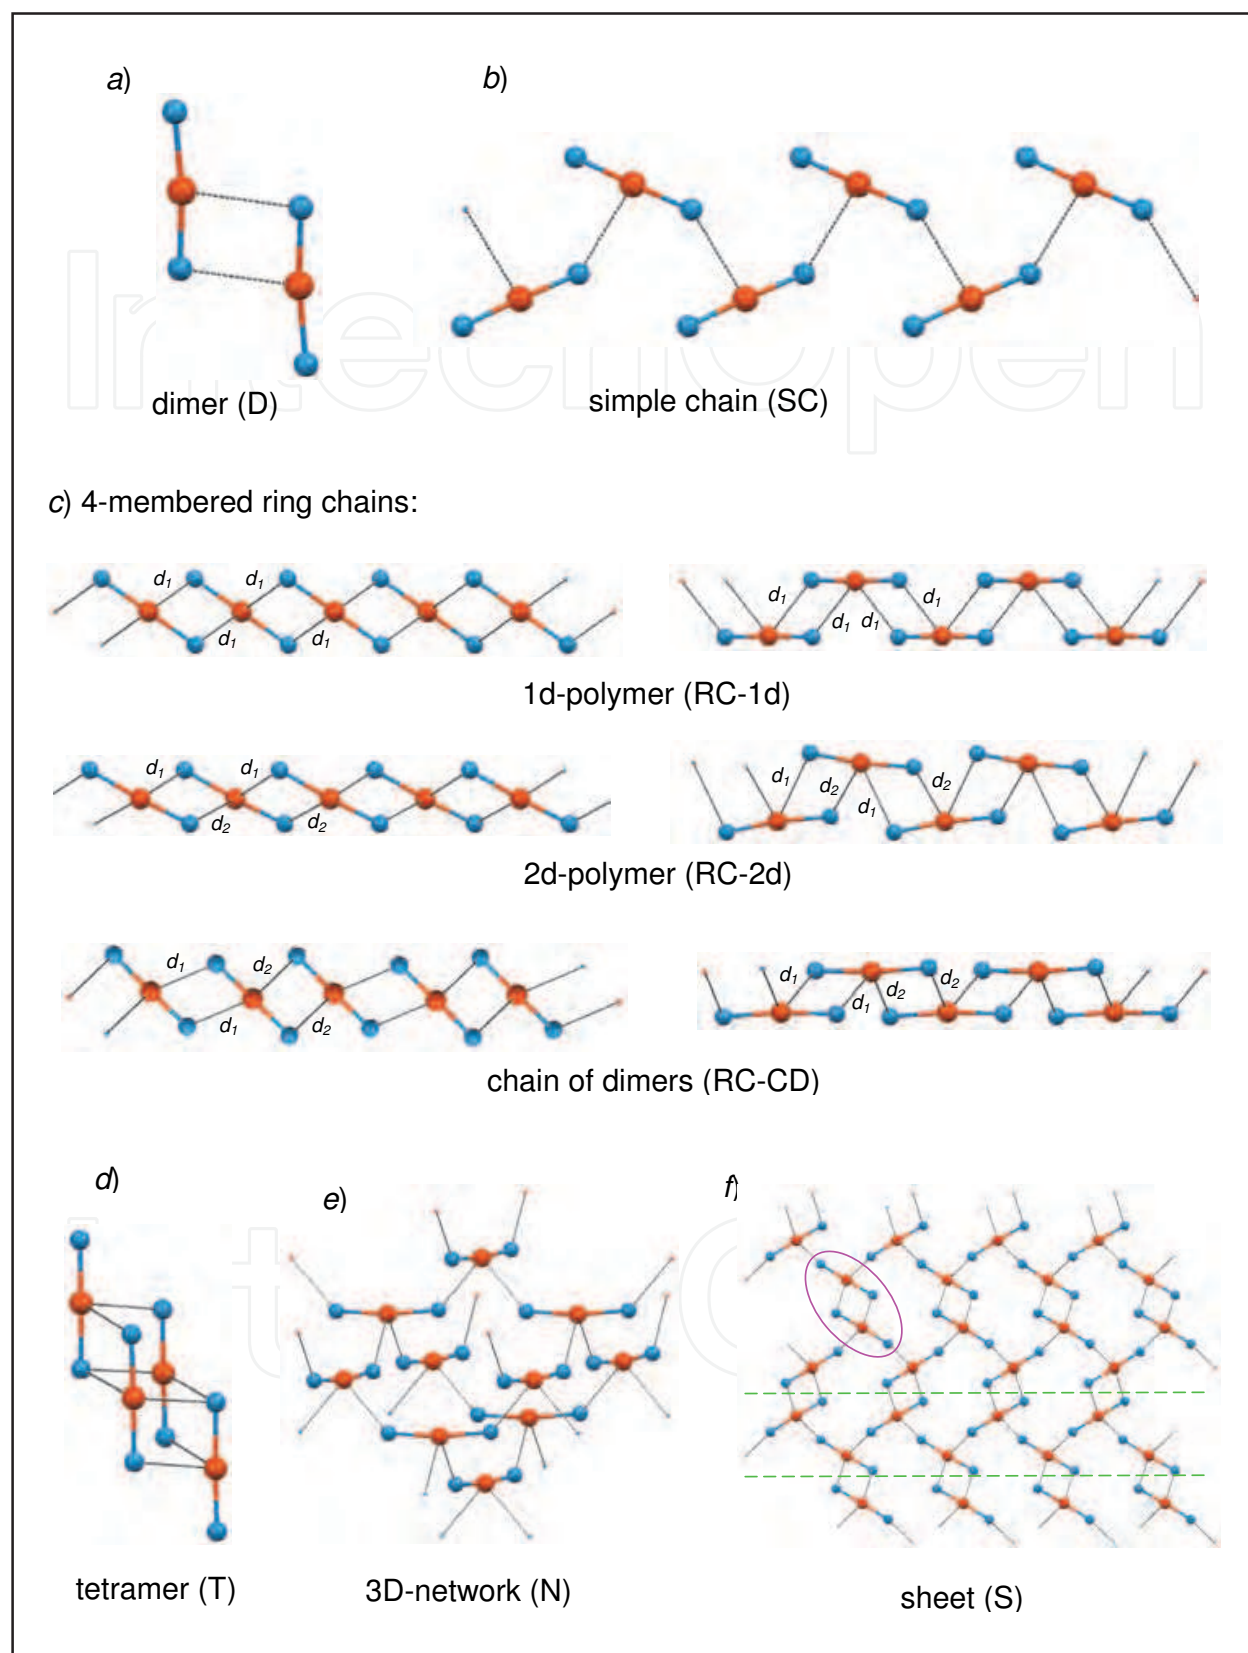 a) b)
dimer (D) simple chain (SC)
c) 4-membered ring chains:
d1 d1 d1 d1
d1 d1 d1 d1
1d-polymer (RC-1d)
d1 d1 d2 d2
d1 d2 d1 d2
2d-polymer (RC-2d)
d1 d2 d1 d2
d1 d1 d2 d2
chain of dimers (RC-CD)
d) e) f)
tetramer (T) 3D-network (N) sheet (S)
IntechOpen